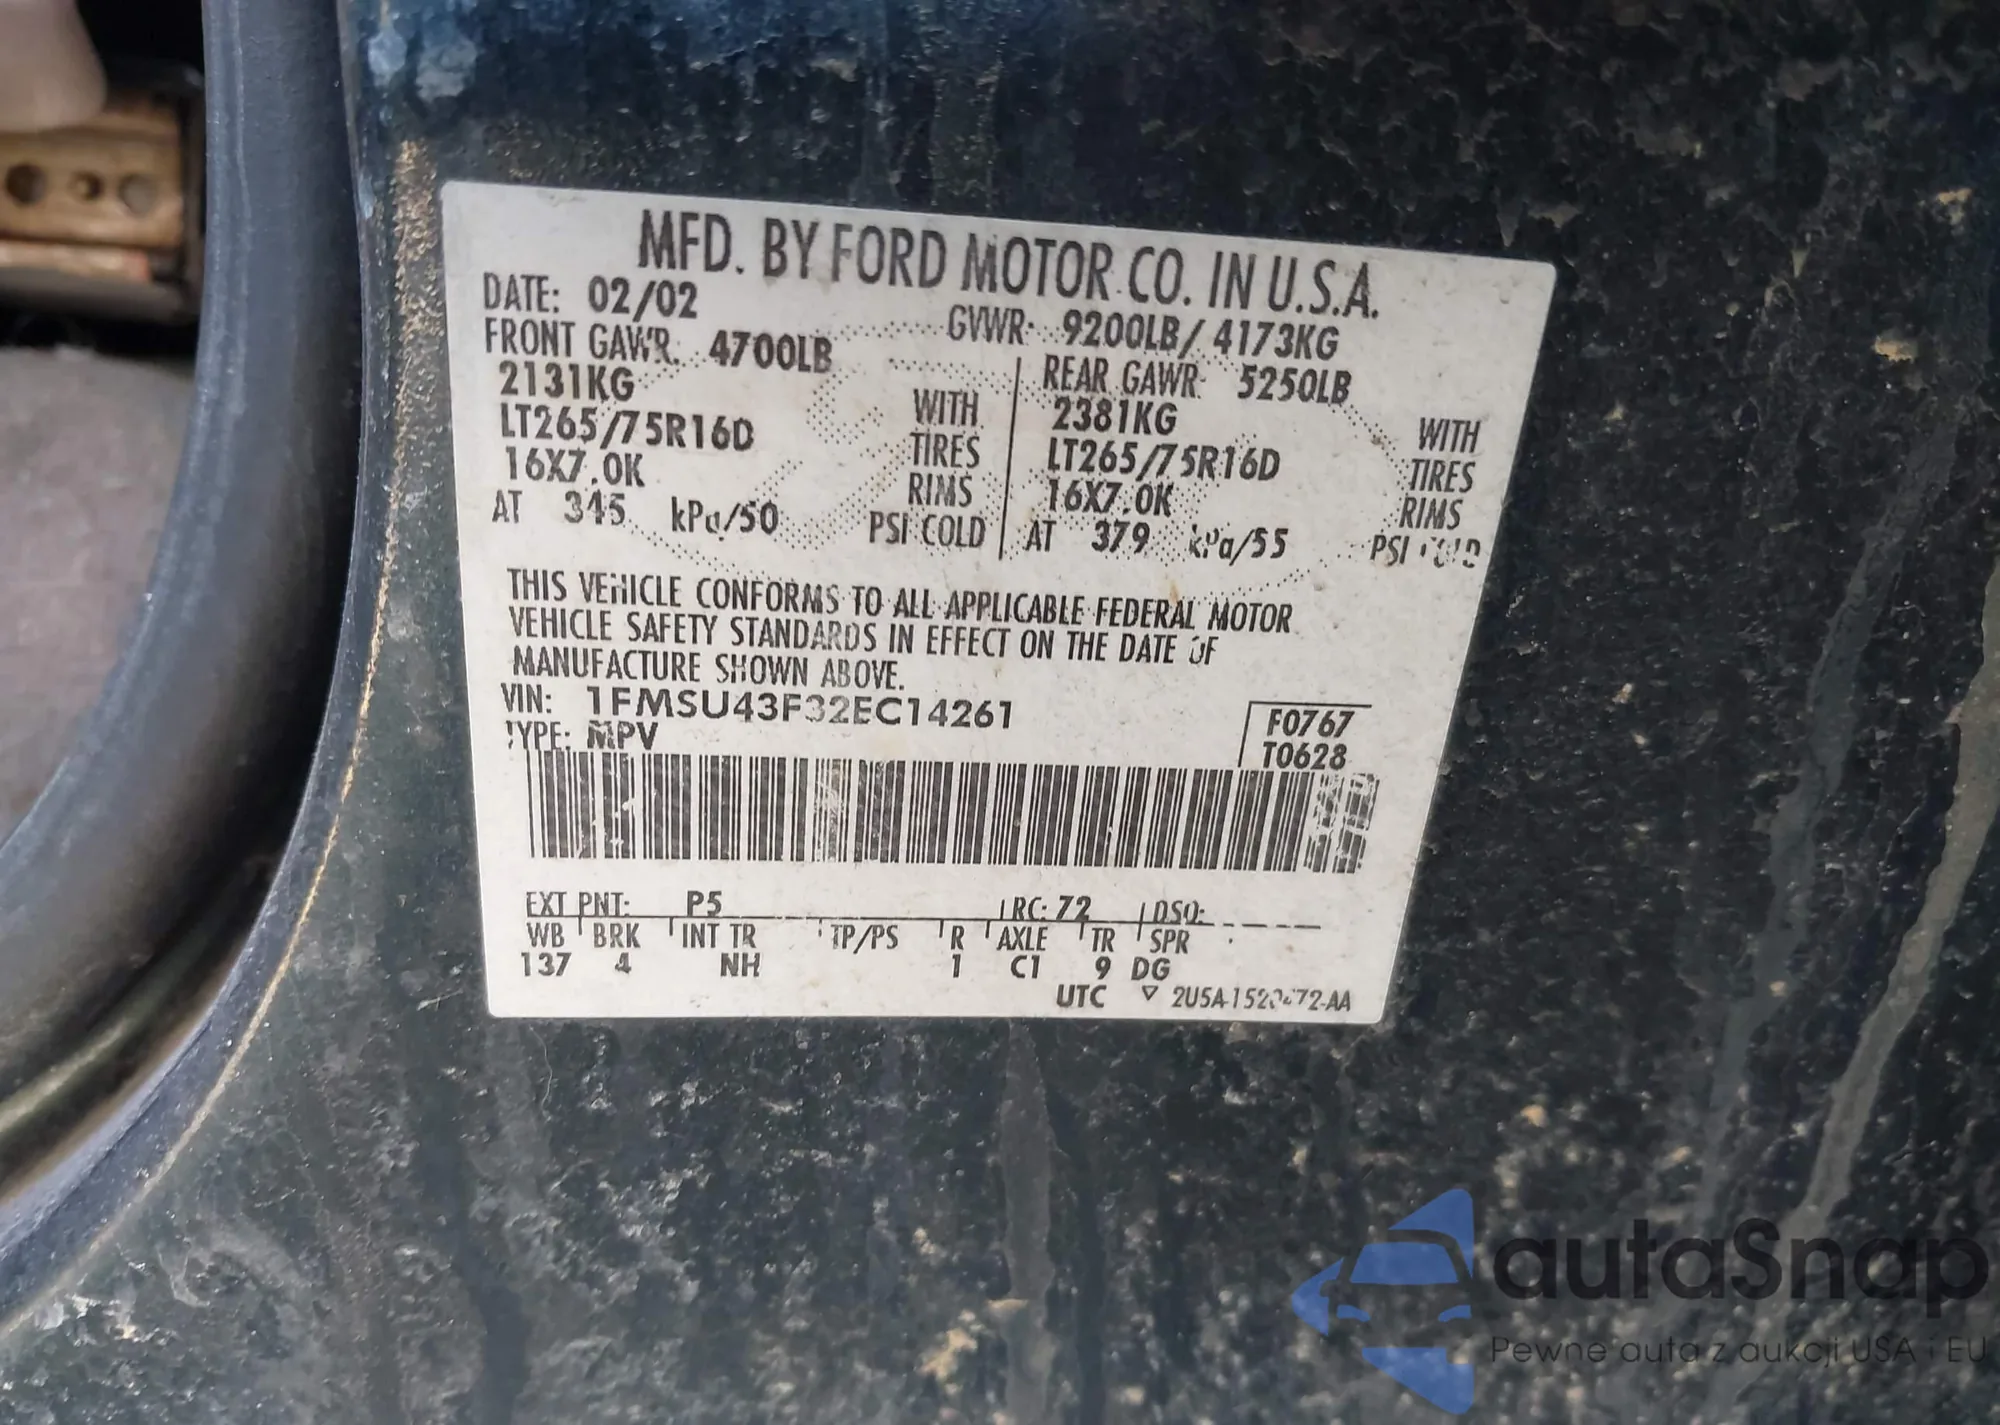 MFD. BY FORD MOTOR CO. IN U.S.A.
DATE: 02/02
GVWR: 9200LB/ 4173KG
FRONT GAWR: 4700LB
2131KG WITH
LT265/75R16D TIRES
16X7.0K RIMS
AT 345 kPa/50 PSI COLD
REAR GAWR: 5250LB
2381KG WITH
LT265/75R16D TIRES
16X7.0K RIMS
AT 379 kPa/55 PSI COLD
THIS VEHICLE CONFORMS TO ALL APPLICABLE FEDERAL MOTOR
VEHICLE SAFETY STANDARDS IN EFFECT ON THE DATE OF
MANUFACTURE SHOWN ABOVE.
VIN: 1FMSU43F32EC14261
TYPE: MPV
F0767
T0628
EXT PNT: P5 RC: 72 DSO:
WB BRK INT TR TP/PS R AXLE TR SPR
137 4 NH 1 C1 9 DG
UTC
autaSnap
Pewne auta z aukcji USA i EU